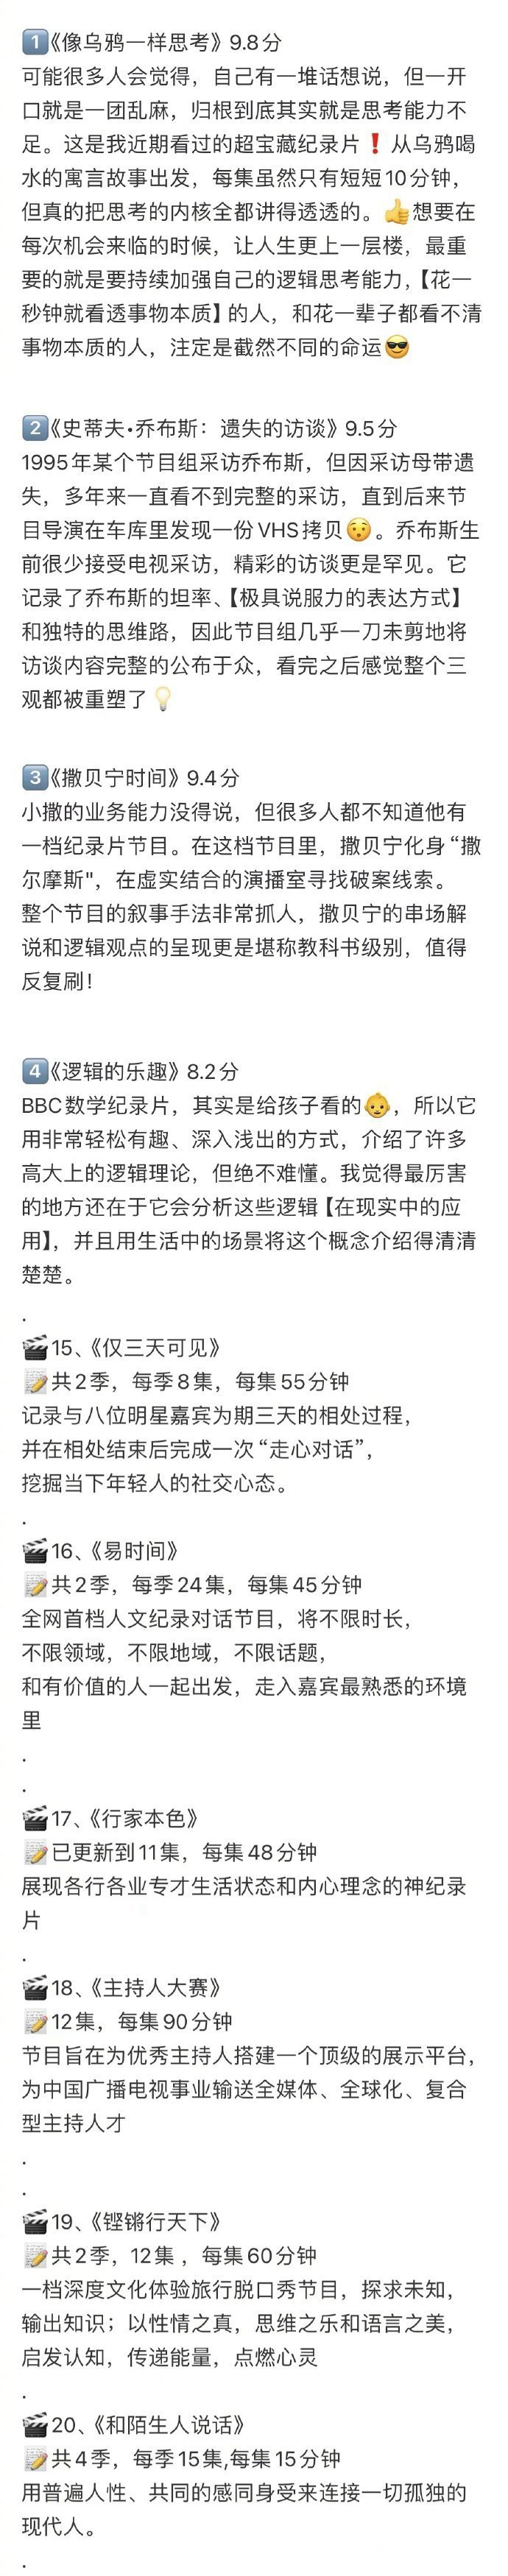 1️⃣《像乌鸦一样思考》9.8分
可能很多人会觉得，自己有一堆话想说，但一开
口就是一团乱麻，归根到底其实就是思考能力不
足。这是我近期看过的超宝藏纪录片❗从乌鸦喝
水的寓言故事出发，每集虽然只有短短10分钟，
但真的把思考的内核全都讲得透透的。👍想要在
每次机会来临的时候，让人生更上一层楼，最重
要的就是要持续加强自己的逻辑思考能力，【花一
秒钟就看透事物本质】的人，和花一辈子都看不清
事物本质的人，注定是截然不同的命运😎
2️⃣《史蒂夫·乔布斯：遗失的访谈》9.5分
1995年某个节目组采访乔布斯，但因采访母带遗
失，多年来一直看不到完整的采访，直到后来节
目导演在车库里发现一份VHS拷贝😯。乔布斯生
前很少接受电视采访，精彩的访谈更是罕见。它
记录了乔布斯的坦率、【极具说服力的表达方式】
和独特的思维路，因此节目组几乎一刀未剪地将
访谈内容完整的公布于众，看完之后感觉整个三
观都被重塑了💡
3️⃣《撒贝宁时间》9.4分
小撒的业务能力没得说，但很多人都不知道他有
一档纪录片节目。在这档节目里，撒贝宁化身“撒
尔摩斯"，在虚实结合的演播室寻找破案线索。
整个节目的叙事手法非常抓人，撒贝宁的串场解
说和逻辑观点的呈现更是堪称教科书级别，值得
反复刷！
4️⃣《逻辑的乐趣》8.2分
BBC数学纪录片，其实是给孩子看的👶，所以它
用非常轻松有趣、深入浅出的方式，介绍了许多
高大上的逻辑理论，但绝不难懂。我觉得最厉害
的地方还在于它会分析这些逻辑【在现实中的应
用】，并且用生活中的场景将这个概念介绍得清清
楚楚。
.
🎬15、《仅三天可见》
📝共2季，每季8集，每集55分钟
记录与八位明星嘉宾为期三天的相处过程，
并在相处结束后完成一次“走心对话”，
挖掘当下年轻人的社交心态。
.
🎬16、《易时间》
📝共2季，每季24集，每集45分钟
全网首档人文纪录对话节目，将不限时长，
不限领域，不限地域，不限话题，
和有价值的人一起出发，走入嘉宾最熟悉的环境
里
.
.
🎬17、《行家本色》
📝已更新到11集，每集48分钟
展现各行各业专才生活状态和内心理念的神纪录
片
.
🎬18、《主持人大赛》
📝12集，每集90分钟
节目旨在为优秀主持人搭建一个顶级的展示平台，
为中国广播电视事业输送全媒体、全球化、复合
型主持人才
.
.
🎬19、《铿锵行天下》
📝共2季，12集，每集60分钟
一档深度文化体验旅行脱口秀节目，探求未知，
输出知识；以性情之真，思维之乐和语言之美，
启发认知，传递能量，点燃心灵
.
🎬20、《和陌生人说话》
📝共4季，每季15集,每集15分钟
用普遍人性、共同的感同身受来连接一切孤独的
现代人。
.